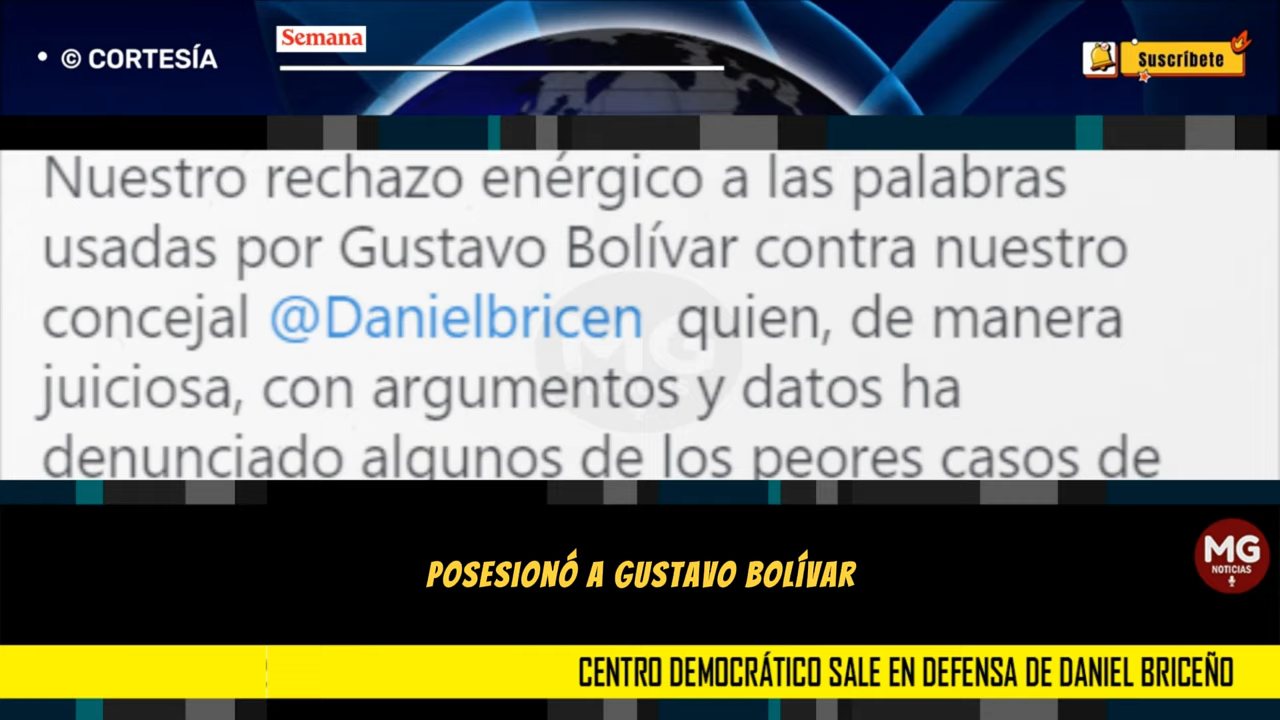 • © CORTESÍA
Semana
Suscríbete
Nuestro rechazo enérgico a las palabras
usadas por Gustavo Bolívar contra nuestro
concejal @Danielbricen quien, de manera
juiciosa, con argumentos y datos ha
denunciado algunos de los peores casos de
POSESIONÓ A GUSTAVO BOLÍVAR
MG
NOTICIAS
CENTRO DEMOCRÁTICO SALE EN DEFENSA DE DANIEL BRICEÑO